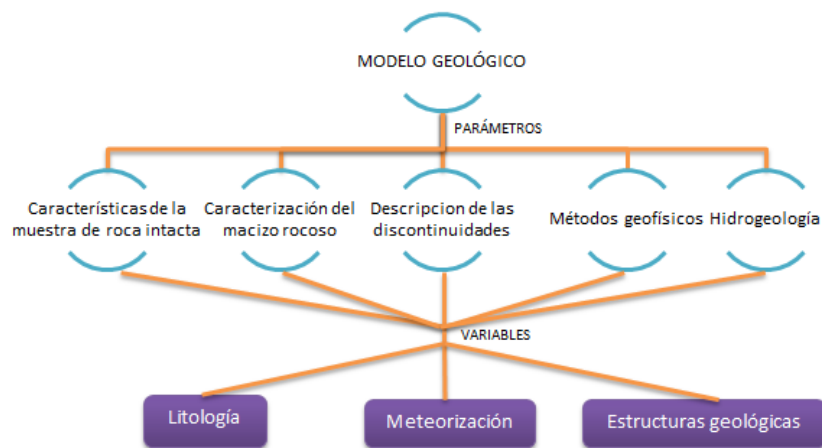 MODELO GEOLÓGICO
PARÁMETROS
Características de la
muestra de roca intacta
Caracterización del
macizo rocoso
Descripcion de las
discontinuidades
Métodos geofísicos
Hidrogeología
VARIABLES
Litología
Meteorización
Estructuras geológicas